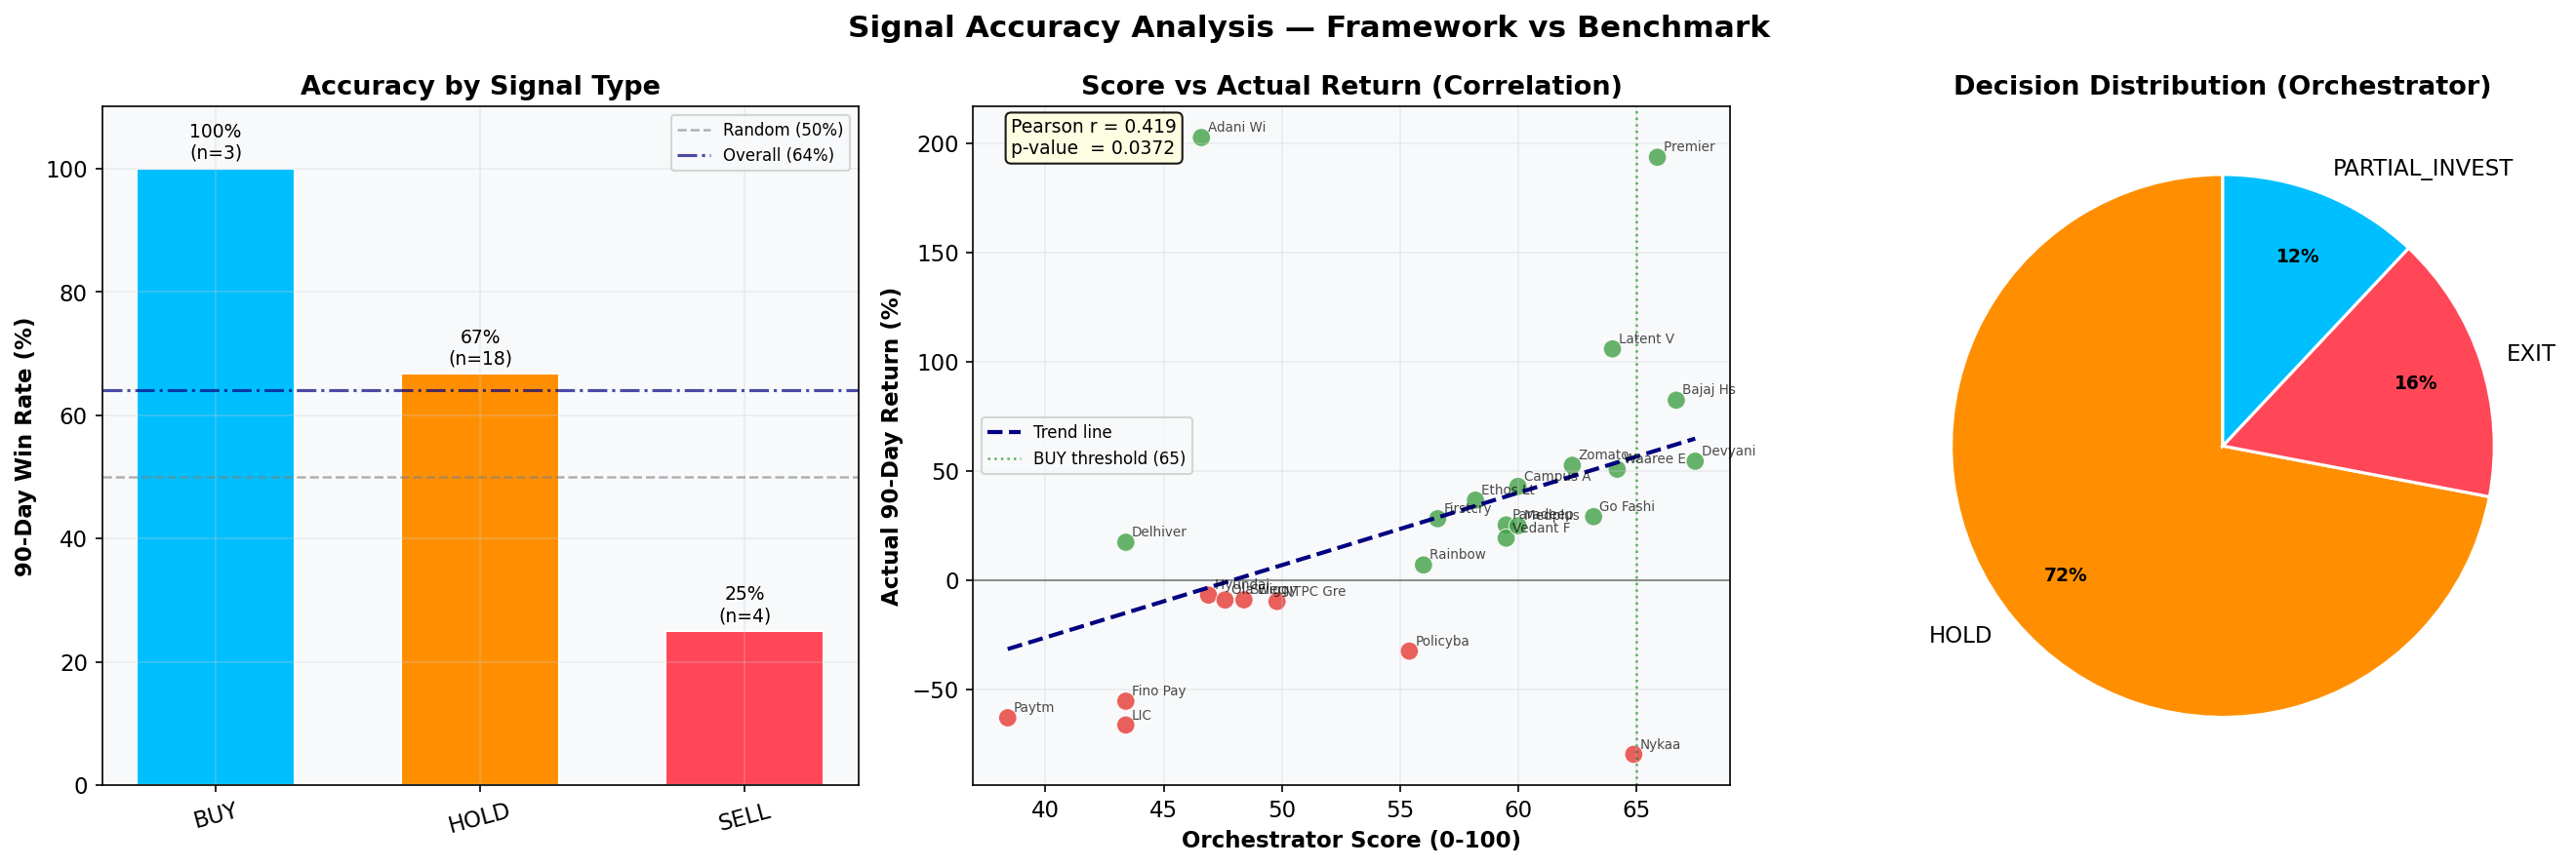 Signal Accuracy Analysis — Framework vs Benchmark
Accuracy by Signal Type
90-Day Win Rate (%)
100
80
60
40
20
0
100%
(n=3)
67%
(n=18)
25%
(n=4)
Random (50%)
Overall (64%)
BUY
HOLD
SELL
Score vs Actual Return (Correlation)
Actual 90-Day Return (%)
200
150
100
50
0
−50
Pearson r = 0.419
p-value = 0.0372
Trend line
BUY threshold (65)
Adani Wi
Premier
Latent V
Bajaj Hs
Devyani
Zomato
Waaree E
Campus A
Ethos Lt
Firstcry
Go Fashi
Medplus
Vedant F
Rainbow
Delhiver
Hyundai
Swiggy
NTPC Gre
Policyba
Fino Pay
LIC
Paytm
Nykaa
40
45
50
55
60
65
Orchestrator Score (0-100)
Decision Distribution (Orchestrator)
PARTIAL_INVEST
12%
EXIT
16%
72%
HOLD